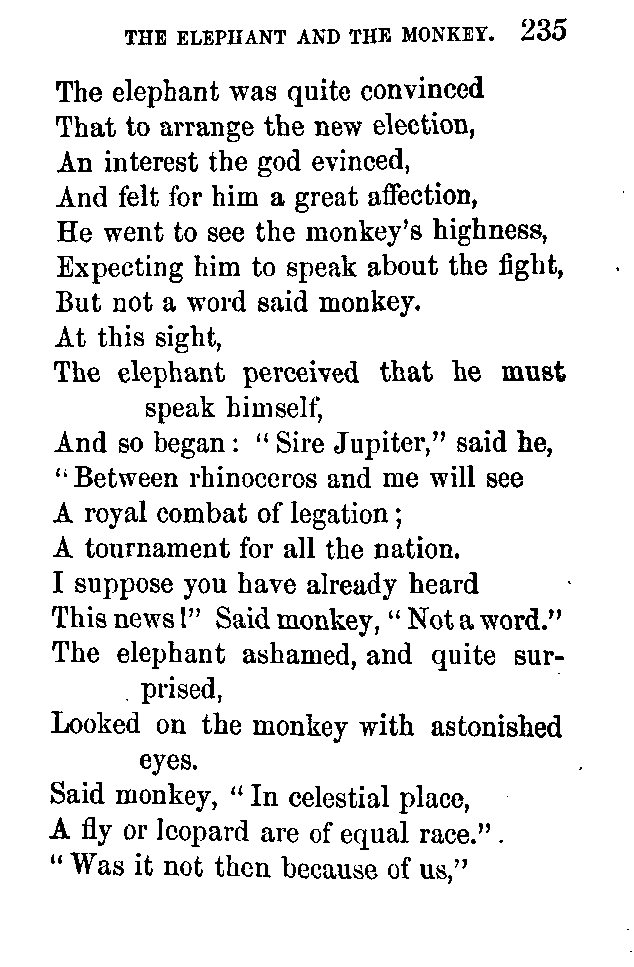 THE ELEPHANT AND THE MONKEY. 235
The elephant was quite convinced
That to arrange the new election,
An interest the god evinced,
And felt for him a great affection,
He went to see the monkey's highness,
Expecting him to speak about the fight,
But not a word said monkey.
At this sight,
The elephant perceived that he must
speak himself,
And so began: "Sire Jupiter," said he,
"Between rhinoceros and me will see
A royal combat of legation;
A tournament for all the nation.
I suppose you have already heard
This news!" Said monkey, "Not a word."
The elephant ashamed, and quite sur-
prised,
Looked on the monkey with astonished
eyes.
Said monkey, "In celestial place,
A fly or leopard are of equal race."
"Was it not then because of us,"